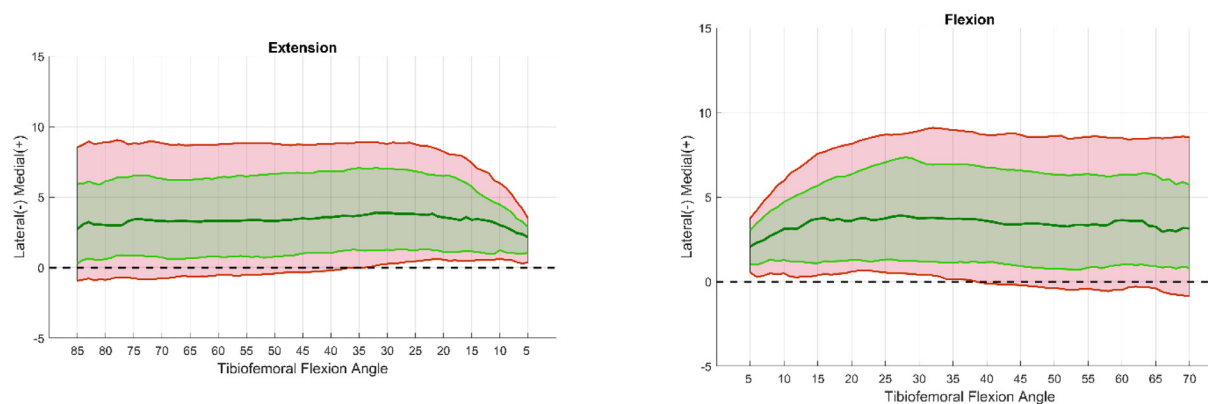 Extension
15
10
5
0
-5
Lateral(-) Medial(+)
85 80 75 70 65 60 55 50 45 40 35 30 25 20 15 10 5
Tibiofemoral Flexion Angle
Flexion
15
10
5
0
-5
Lateral(-) Medial(+)
5 10 15 20 25 30 35 40 45 50 55 60 65 70
Tibiofemoral Flexion Angle